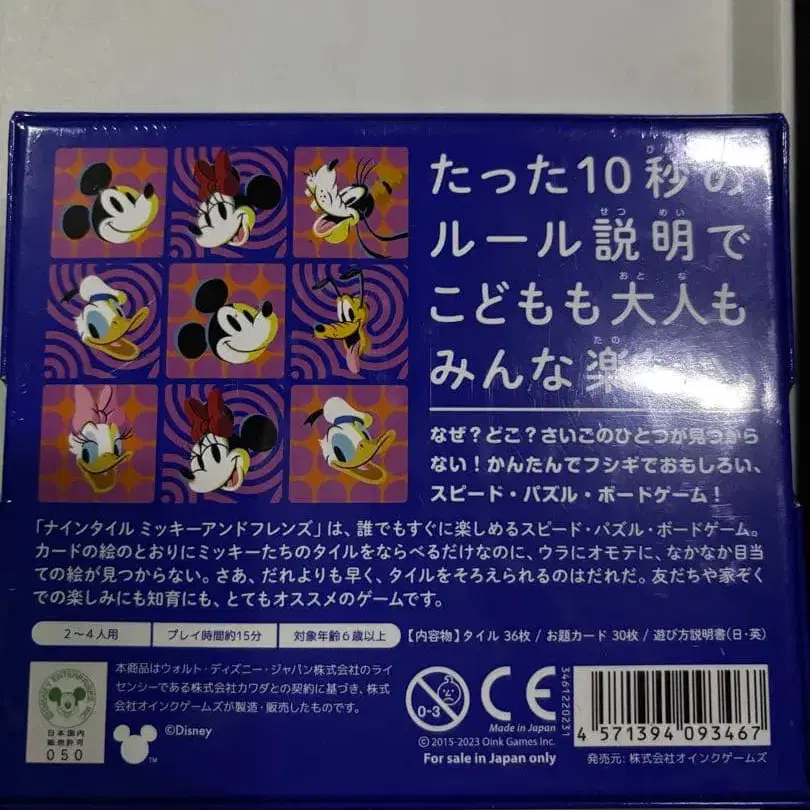 たった10秒の
ルール説明で
こどもも大人も
みんな楽
なぜ?どこ?さいごのひとつが見つから
ない!かんたんでフシギでおもしろい、
スピード・パズル・ボードゲーム!
「ナインタイル ミッキーアンドフレンズ」は、誰でもすぐに楽しめるスピード・パズル・ボードゲーム。
カードの絵のとおりにミッキーたちのタイルをならべるだけなのに、ウラにオモテに、なかなか目当
ての絵が見つからない。さあ、だれよりも早く、タイルをそろえられるのはだれだ。友だちや家ぞく
での楽しみにも知育にも、とてもオススメのゲームです。
2〜4人用 プレイ時間約15分 対象年齢6歳以上 【内容物】タイル 36枚 / お題カード 30枚 / 遊び方説明書(日・英)
本商品はウォルト・ディズニー・ジャパン株式会社のライ
センシーである株式会社カワダとの契約に基づき、株式
会社オインクゲームズが製造・販売したものです。
©Disney
TM
日本国内
販売許可
050
0-3
CE
Made in Japan
© 2015-2023 Oink Games Inc.
For sale in Japan only
3461220231
4 571394 093467
発売元: 株式会社オインクゲームズ